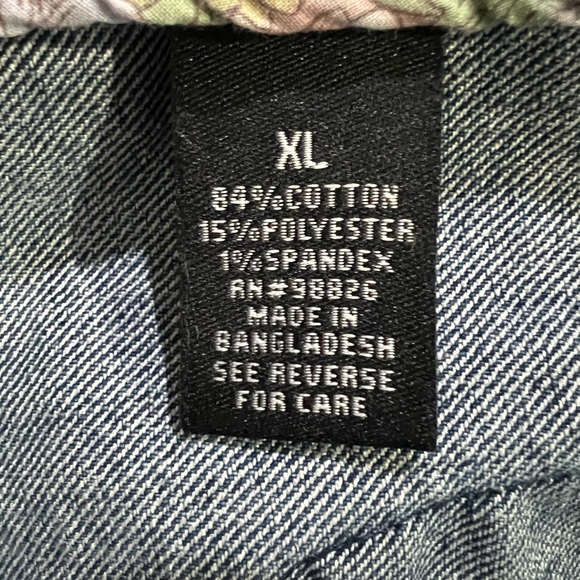 XL
84%COTTON
15%POLYESTER
1%SPANDEX
RN#98826
MADE IN
BANGLADESH
SEE REVERSE
FOR CARE